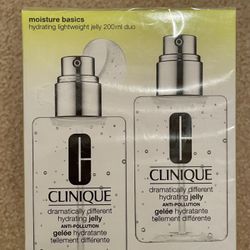 moisture basics
hydrating lightweight jelly 200ml duo
CLINIQUE
dramatically different
hydrating jelly
ANTI-POLLUTION
gelée hydratante
tellement différente
CLINIQUE
dramatically different
hydrating jelly
ANTI-POLLUTION
gelée hydratante
tellement différente